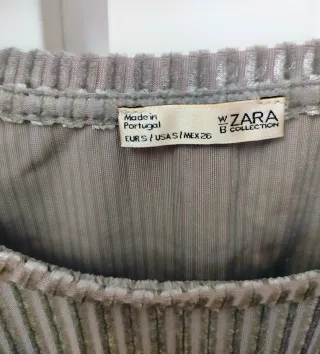 Made in
Portugal
EUR S / USA S / MEX 26
W/B ZARA
COLLECTION